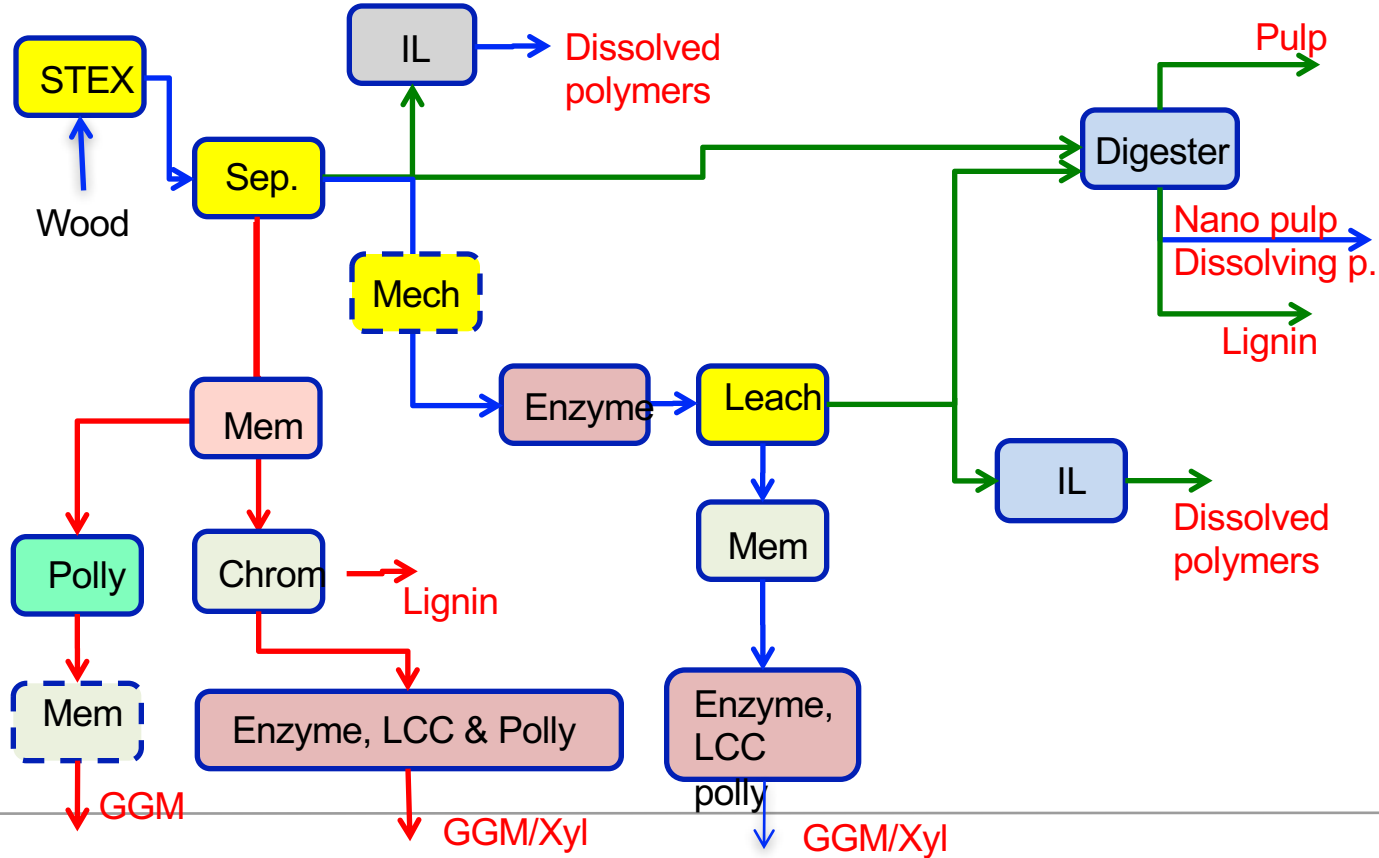 STEX
Wood
IL
Dissolved
polymers
Sep.
Mech
Pulp
Digester
Nano pulp
Dissolving p.
Lignin
Enzyme
Leach
IL
Dissolved
polymers
Mem
Mem
Polly
Chrom
Lignin
Mem
GGM
Enzyme, LCC & Polly
GGM/Xyl
Enzyme,
LCC
polly
GGM/Xyl